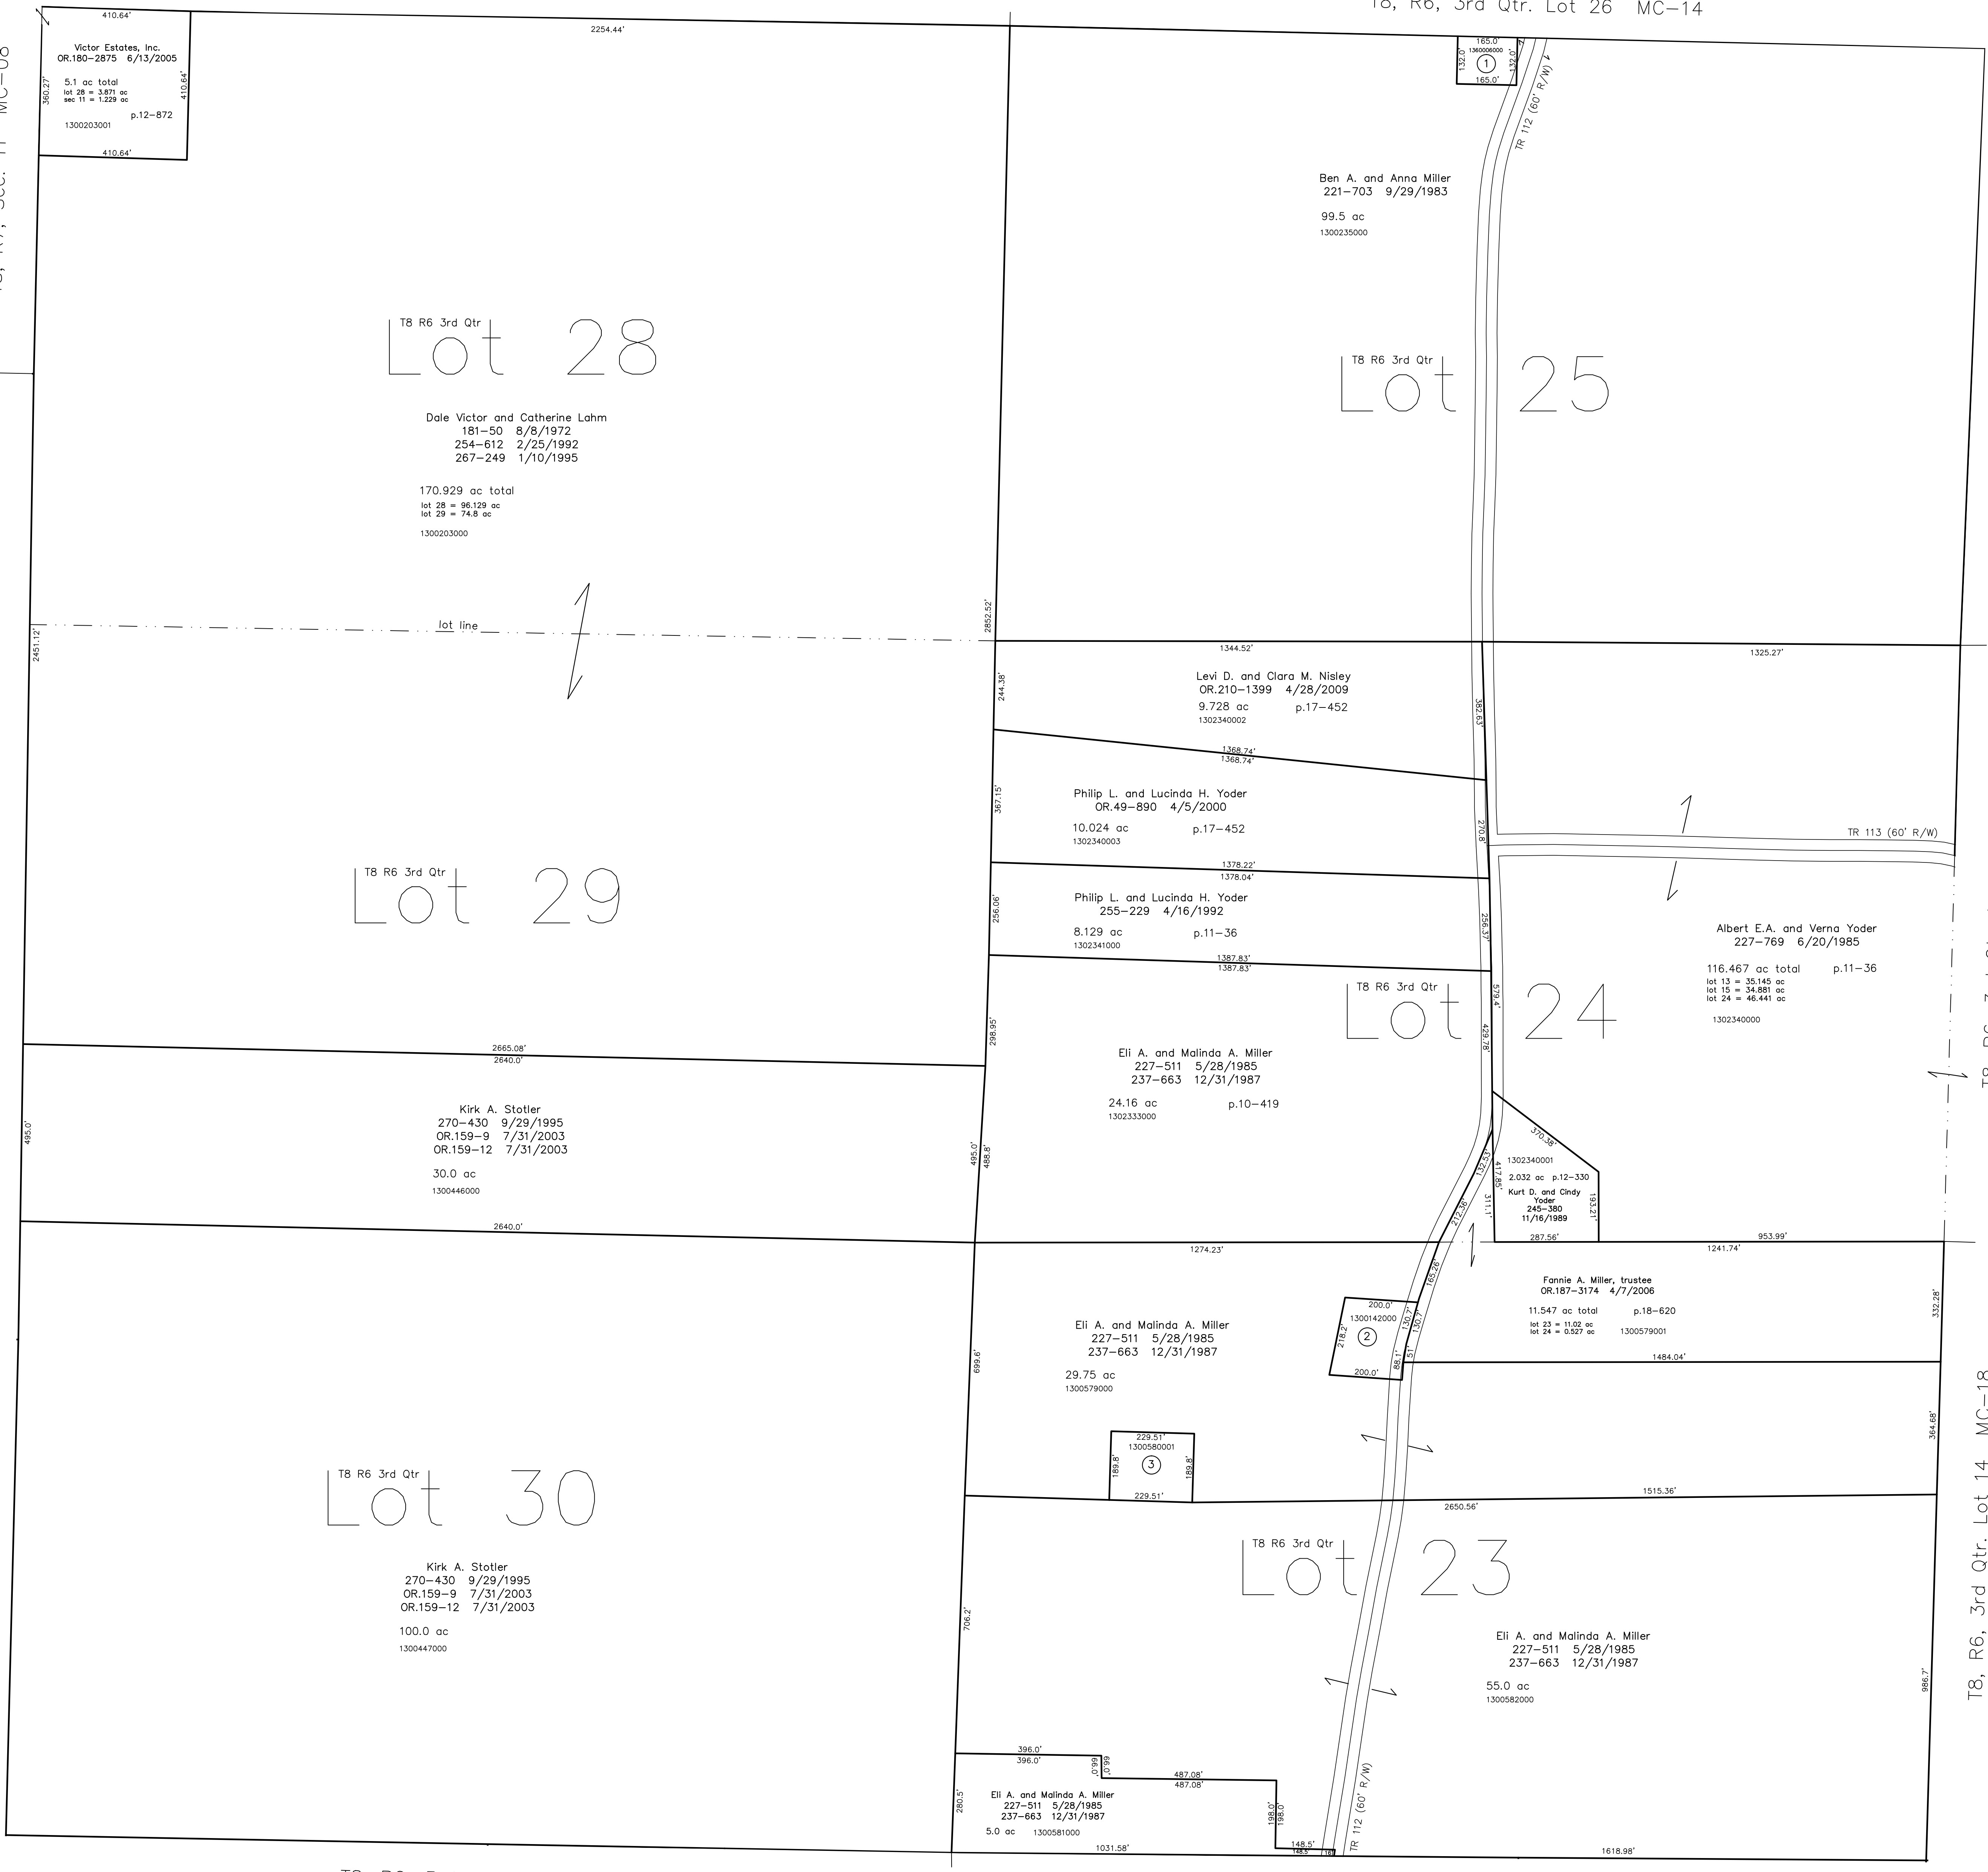 T8, R6, 3rd Qtr. Lot 26 MC-14
410.64'
2254.44'
Victor Estates, Inc.
OR.180-2875 6/13/2005
5.1 ac total
lot 28 = 3.871 ac
sec 11 = 1.229 ac
p.12-872
1300203001
360.27'
410.64'
410.64'
165.0'
1360006000
132.0'
1
132.0'
165.0'
TR 112 (60' R/W)
Ben A. and Anna Miller
221-703 9/29/1983
99.5 ac
1300235000
T8 R6 3rd Qtr
Lot 28
Dale Victor and Catherine Lahm
181-50 8/8/1972
254-612 2/25/1992
267-249 1/10/1995
170.929 ac total
lot 28 = 96.129 ac
lot 29 = 74.8 ac
1300203000
T8 R6 3rd Qtr
Lot 25
lot line
2451.12'
2852.52'
1344.52'
1325.27'
Levi D. and Clara M. Nisley
OR.210-1399 4/28/2009
9.728 ac p.17-452
1302340002
244.38'
382.63'
1368.74'
1368.74'
Philip L. and Lucinda H. Yoder
OR.49-890 4/5/2000
10.024 ac p.17-452
1302340003
367.15'
270.8'
TR 113 (60' R/W)
1378.22'
1378.04'
T8 R6 3rd Qtr
Lot 29
Philip L. and Lucinda H. Yoder
255-229 4/16/1992
8.129 ac p.11-36
1302341000
256.06'
256.37'
1387.83'
1387.83'
Albert E.A. and Verna Yoder
227-769 6/20/1985
116.467 ac total p.11-36
lot 13 = 35.145 ac
lot 15 = 34.881 ac
lot 24 = 46.441 ac
1302340000
T8 R6 3rd Qtr
Lot 24
579.4'
429.78'
298.95'
2665.08'
2640.0'
Eli A. and Malinda A. Miller
227-511 5/28/1985
237-663 12/31/1987
24.16 ac p.10-419
1302333000
Kirk A. Stotler
270-430 9/29/1995
OR.159-9 7/31/2003
OR.159-12 7/31/2003
30.0 ac
1300446000
495.0'
495.0'
488.8'
2640.0'
370.38'
132.53'
417.85'
311.1'
212.36'
1302340001
2.032 ac p.12-330
Kurt D. and Cindy
Yoder
245-380
11/16/1989
193.21'
287.56'
953.99'
1274.23'
1241.74'
Fannie A. Miller, trustee
OR.187-3174 4/7/2006
11.547 ac total p.18-620
lot 23 = 11.02 ac
lot 24 = 0.527 ac
1300579001
332.28'
165.26'
200.0'
1300142000
2
218.2'
130.7'
130.7'
88.1'
51'
200.0'
1484.04'
Eli A. and Malinda A. Miller
227-511 5/28/1985
237-663 12/31/1987
29.75 ac
1300579000
699.6'
364.68'
229.51'
1300580001
3
189.8'
189.8'
229.51'
1515.36'
2650.56'
T8 R6 3rd Qtr
Lot 30
Kirk A. Stotler
270-430 9/29/1995
OR.159-9 7/31/2003
OR.159-12 7/31/2003
100.0 ac
1300447000
T8 R6 3rd Qtr
Lot 23
706.2'
Eli A. and Malinda A. Miller
227-511 5/28/1985
237-663 12/31/1987
55.0 ac
1300582000
986.7'
T8, R6, 3rd Qtr. Lot 14 MC-18
396.0'
396.0'
66.0'
66.0'
487.08'
487.08'
Eli A. and Malinda A. Miller
227-511 5/28/1985
237-663 12/31/1987
5.0 ac 1300581000
280.5'
198.0'
198.0'
148.5'
148.5'
TR 112 (60' R/W)
1031.58'
1618.98'